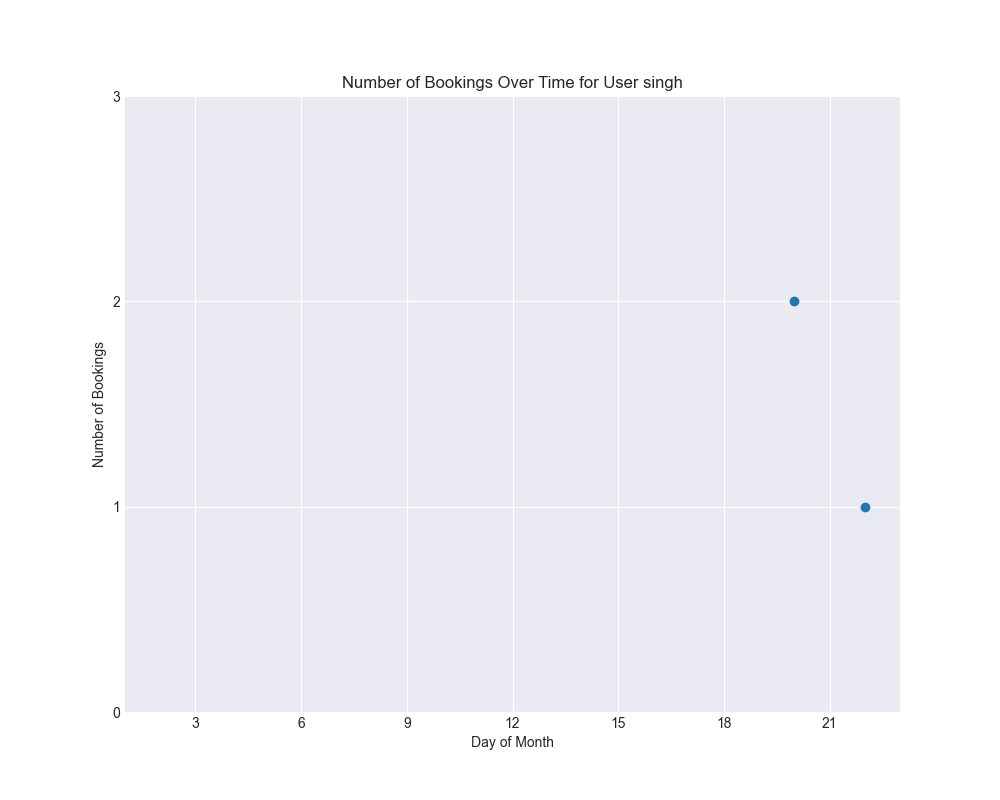 Number of Bookings Over Time for User singh
3
2
1
0
Number of Bookings
3 6 9 12 15 18 21
Day of Month